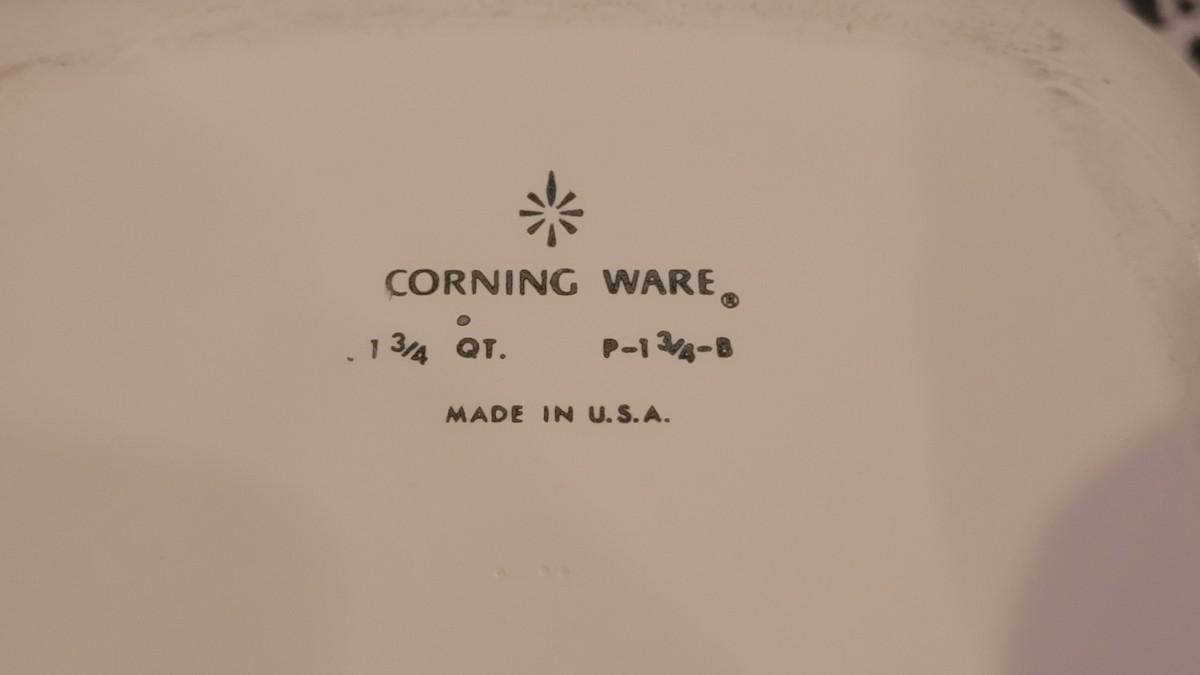 CORNING WARE®
1 3/4 QT. P-1 3/4-B
MADE IN U.S.A.